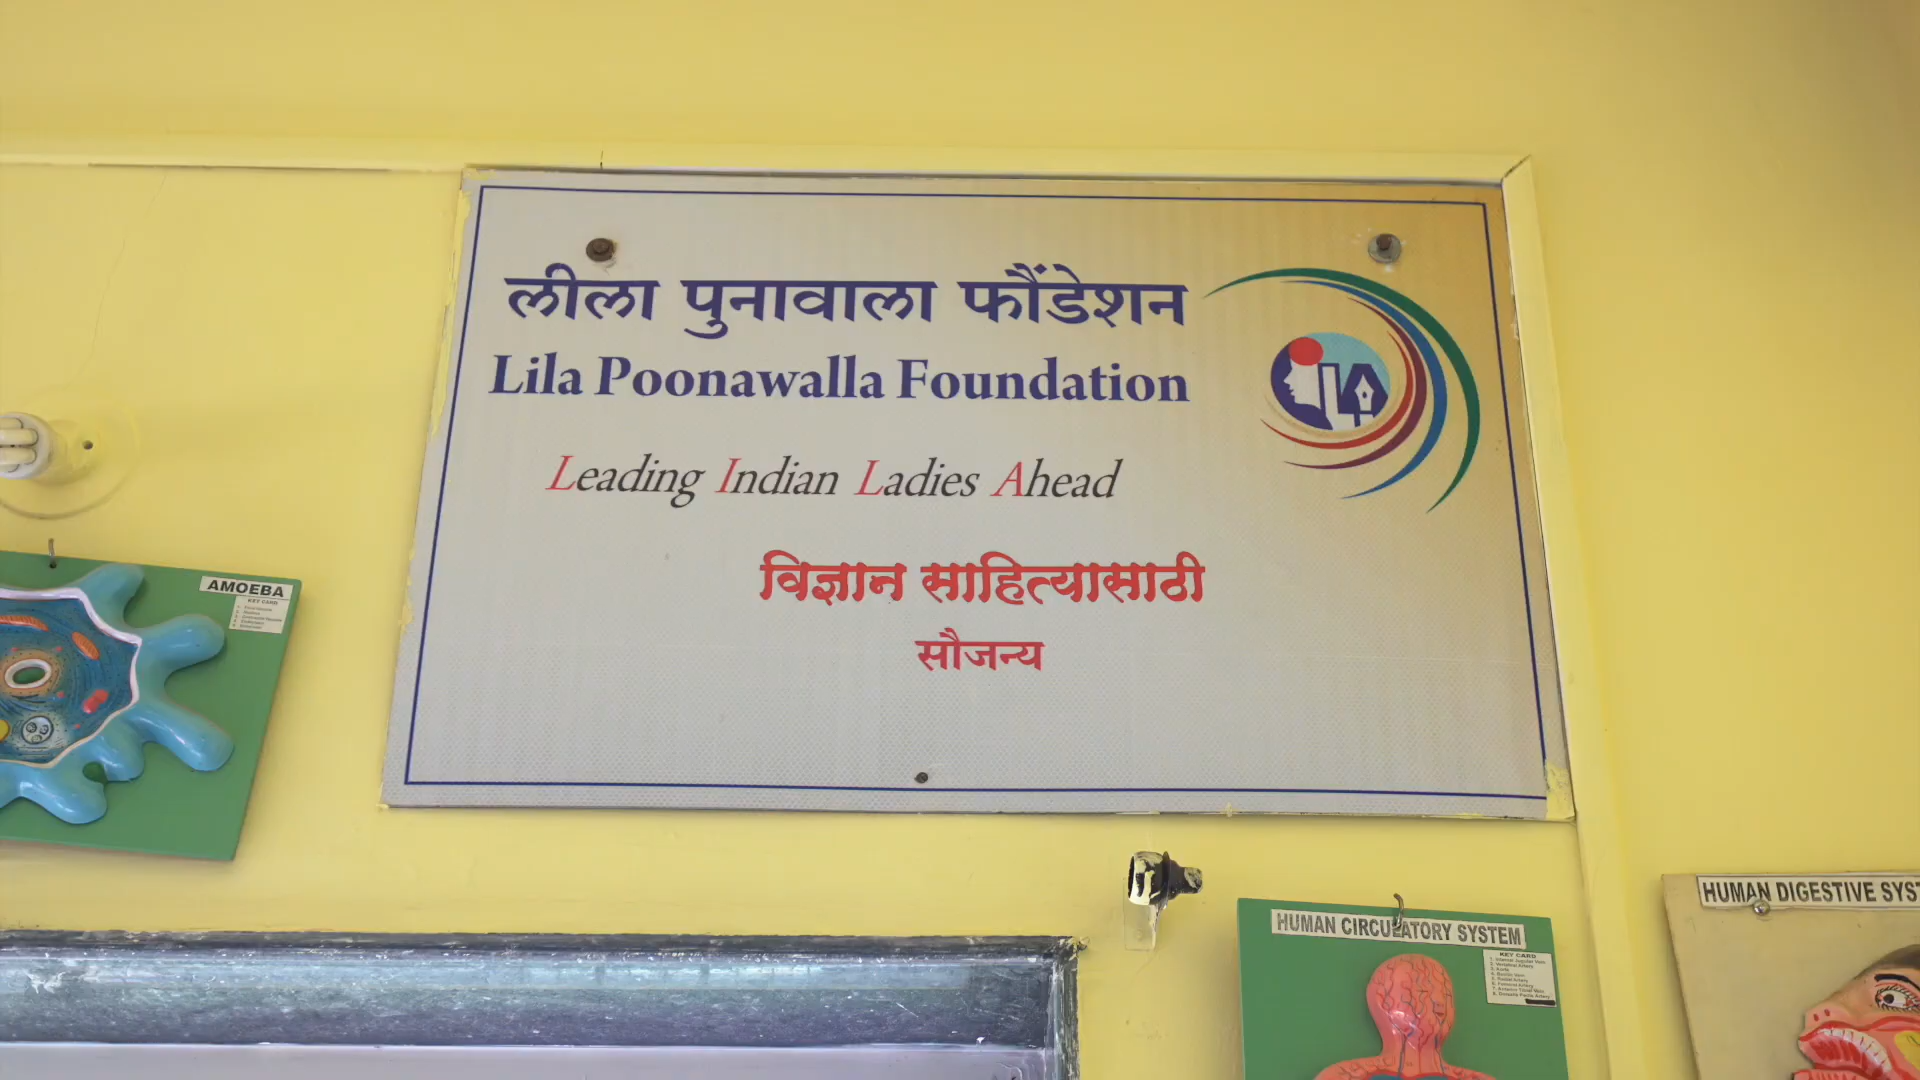 लीला पुनावाला फौंडेशन
Lila Poonawalla Foundation
Leading Indian Ladies Ahead
विज्ञान साहित्यासाठी
सौजन्य
AMOEBA
KEY CARD
HUMAN CIRCULATORY SYSTEM
KEY CARD
HUMAN DIGESTIVE SYST